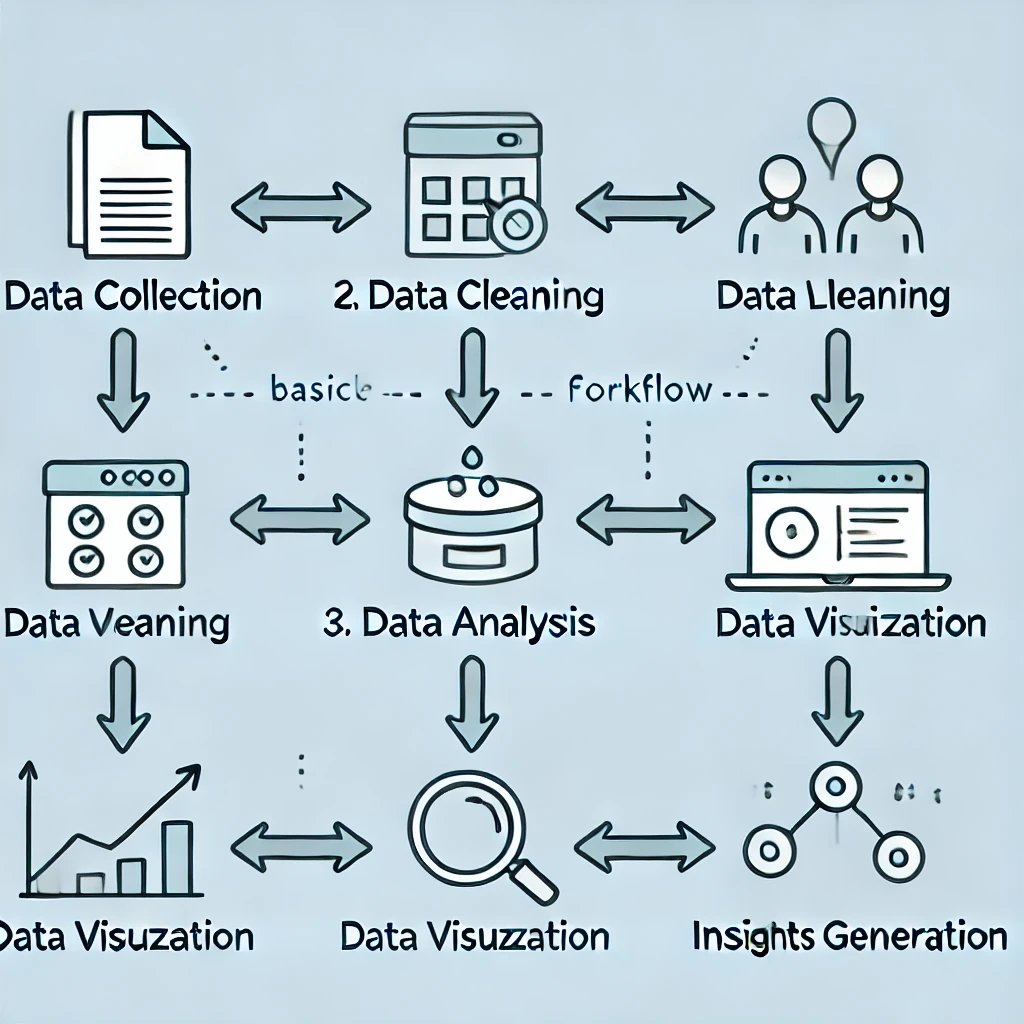 Data Collection
2. Data Cleaning
Data Lleaning
basicle
Forkflow
Data Veaning
3. Data Analysis
Data Visuization
Data Visuzation
Data Visuzzation
Insights Generation